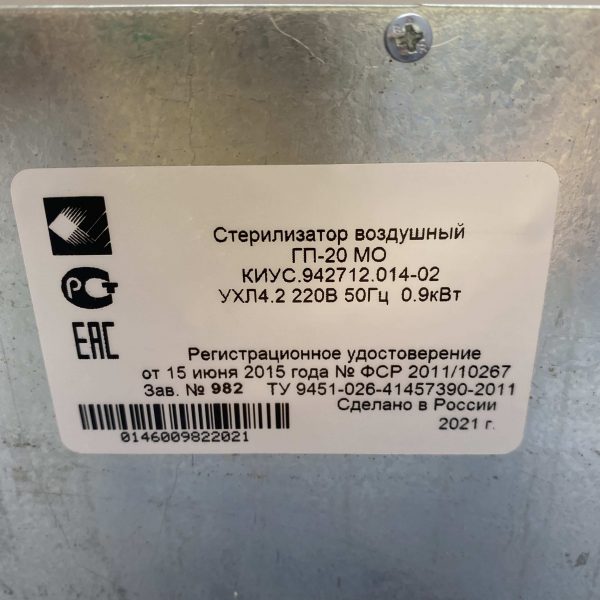 Стерилизатор воздушный
ГП-20 МО
КИУС.942712.014-02
УХЛ4.2 220В 50Гц 0.9кВт
РСТ
ЕАС
Регистрационное удостоверение
от 15 июня 2015 года № ФСР 2011/10267
Зав. № 982 ТУ 9451-026-41457390-2011
Сделано в России
2021 г.
0146009822021